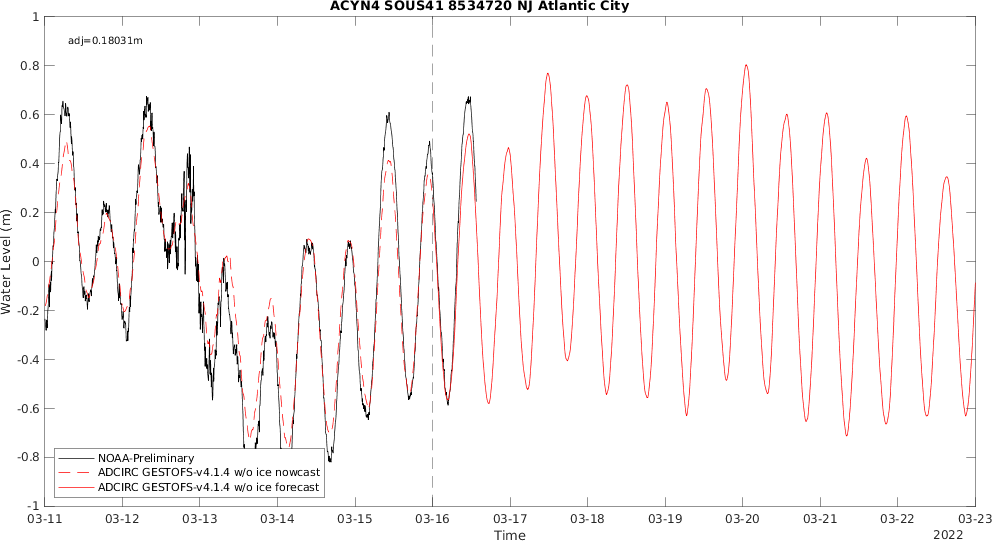 ACYN4 SOUS41 8534720 NJ Atlantic City
adj=0.18031m
1
0.8
0.6
0.4
0.2
0
-0.2
-0.4
-0.6
-0.8
-1
Water Level (m)
NOAA-Preliminary
ADCIRC GESTOFS-v4.1.4 w/o ice nowcast
ADCIRC GESTOFS-v4.1.4 w/o ice forecast
03-11 03-12 03-13 03-14 03-15 03-16 03-17 03-18 03-19 03-20 03-21 03-22 03-23
Time
2022